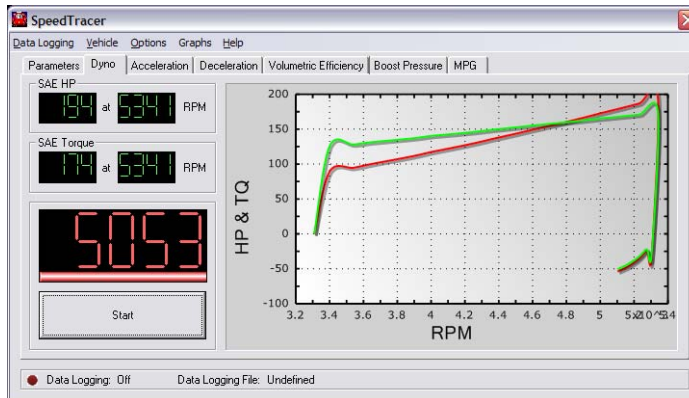 SpeedTracer
Data Logging Vehicle Options Graphs Help
Parameters Dyno Acceleration Deceleration Volumetric Efficiency Boost Pressure MPG
SAE HP
194 at 5341 RPM
SAE Torque
174 at 5341 RPM
5053
Start
HP & TQ
200
150
100
50
0
-50
-100
3.2 3.4 3.6 3.8 4 4.2 4.4 4.6 4.8 5 5.4
RPM
Data Logging: Off Data Logging File: Undefined